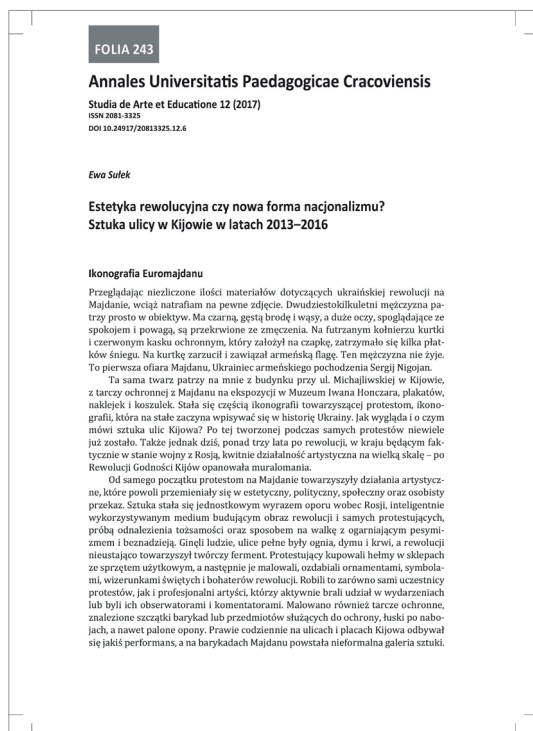 FOLIA 243
Annales Universitatis Paedagogicae Cracoviensis
Studia de Arte et Educatione 12 (2017)
ISSN 2081-3325
DOI 10.24917/20813325.12.6
Ewa Sułek
Estetyka rewolucyjna czy nowa forma nacjonalizmu?
Sztuka ulicy w Kijowie w latach 2013–2016
Ikonografia Euromajdanu
Przeglądając niezliczone ilości materiałów dotyczących ukraińskiej rewolucji na
Majdanie, wciąż natrafiam na pewne zdjęcie. Dwudziestokilkuletni mężczyzna pa-
trzy prosto w obiektyw. Ma czarną, gęstą brodę i wąsy, a duże oczy, spoglądające ze
spokojem i powagą, są przekrwione ze zmęczenia. Na futrzanym kołnierzu kurtki
i czerwonym kasku ochronnym, który założył na czapkę, zatrzymało się kilka płat-
ków śniegu. Na kurtkę zarzucił i zawiązał armeńską flagę. Ten mężczyzna nie żyje.
To pierwsza ofiara Majdanu, Ukrainiec armeńskiego pochodzenia Sergij Nigojan.
Ta sama twarz patrzy na mnie z budynku przy ul. Michajliwskiej w Kijowie,
z tarczy ochronnej z Majdanu na ekspozycji w Muzeum Iwana Honczara, plakatów,
naklejek i koszulek. Stała się częścią ikonografii towarzyszącej protestom, ikono-
grafii, która na stałe zaczyna wpisywać się w historię Ukrainy. Jak wygląda i o czym
mówi sztuka ulic Kijowa? Po tej tworzonej podczas samych protestów niewiele
już zostało. Także jednak dziś, ponad trzy lata po rewolucji, w kraju będącym fak-
tycznie w stanie wojny z Rosją, kwitnie działalność artystyczna na wielką skalę – po
Rewolucji Godności Kijów opanowała muralomania.
Od samego początku protestom na Majdanie towarzyszyły działania artystycz-
ne, które powoli przemieniały się w estetyczny, polityczny, społeczny oraz osobisty
przekaz. Sztuka stała się jednostkowym wyrazem oporu wobec Rosji, inteligentnie
wykorzystywanym medium budującym obraz rewolucji i samych protestujących,
próbą odnalezienia tożsamości oraz sposobem na walkę z ogarniającym pesymi-
zmem i beznadzieją. Ginęli ludzie, ulice pełne były ognia, dymu i krwi, a rewolucji
nieustająco towarzyszył twórczy ferment. Protestujący kupowali hełmy w sklepach
ze sprzętem użytkowym, a następnie je malowali, ozdabiali ornamentami, symbola-
mi, wizerunkami świętych i bohaterów rewolucji. Robili to zarówno sami uczestnicy
protestów, jak i profesjonalni artyści, którzy aktywnie brali udział w wydarzeniach
lub byli ich obserwatorami i komentatorami. Malowano również tarcze ochronne,
znalezione szczątki barykad lub przedmiotów służących do ochrony, łuski po nabo-
jach, a nawet palone opony. Prawie codziennie na ulicach i placach Kijowa odbywał
się jakiś performans, a na barykadach Majdanu powstała nieformalna galeria sztuki.